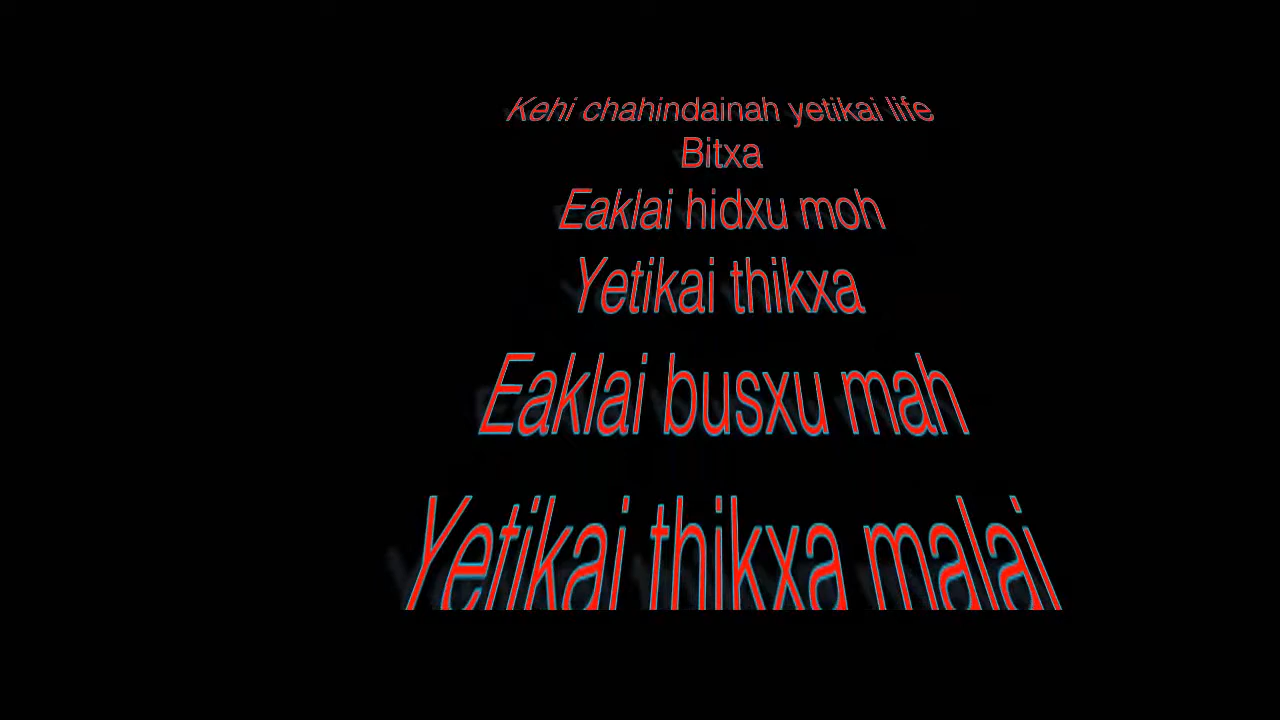 Kehi chahindainah yetikai life
Bitxa
Eaklai hidxu moh
Yetikai thikxa
Eaklai busxu mah
Yetikai thikxa malai